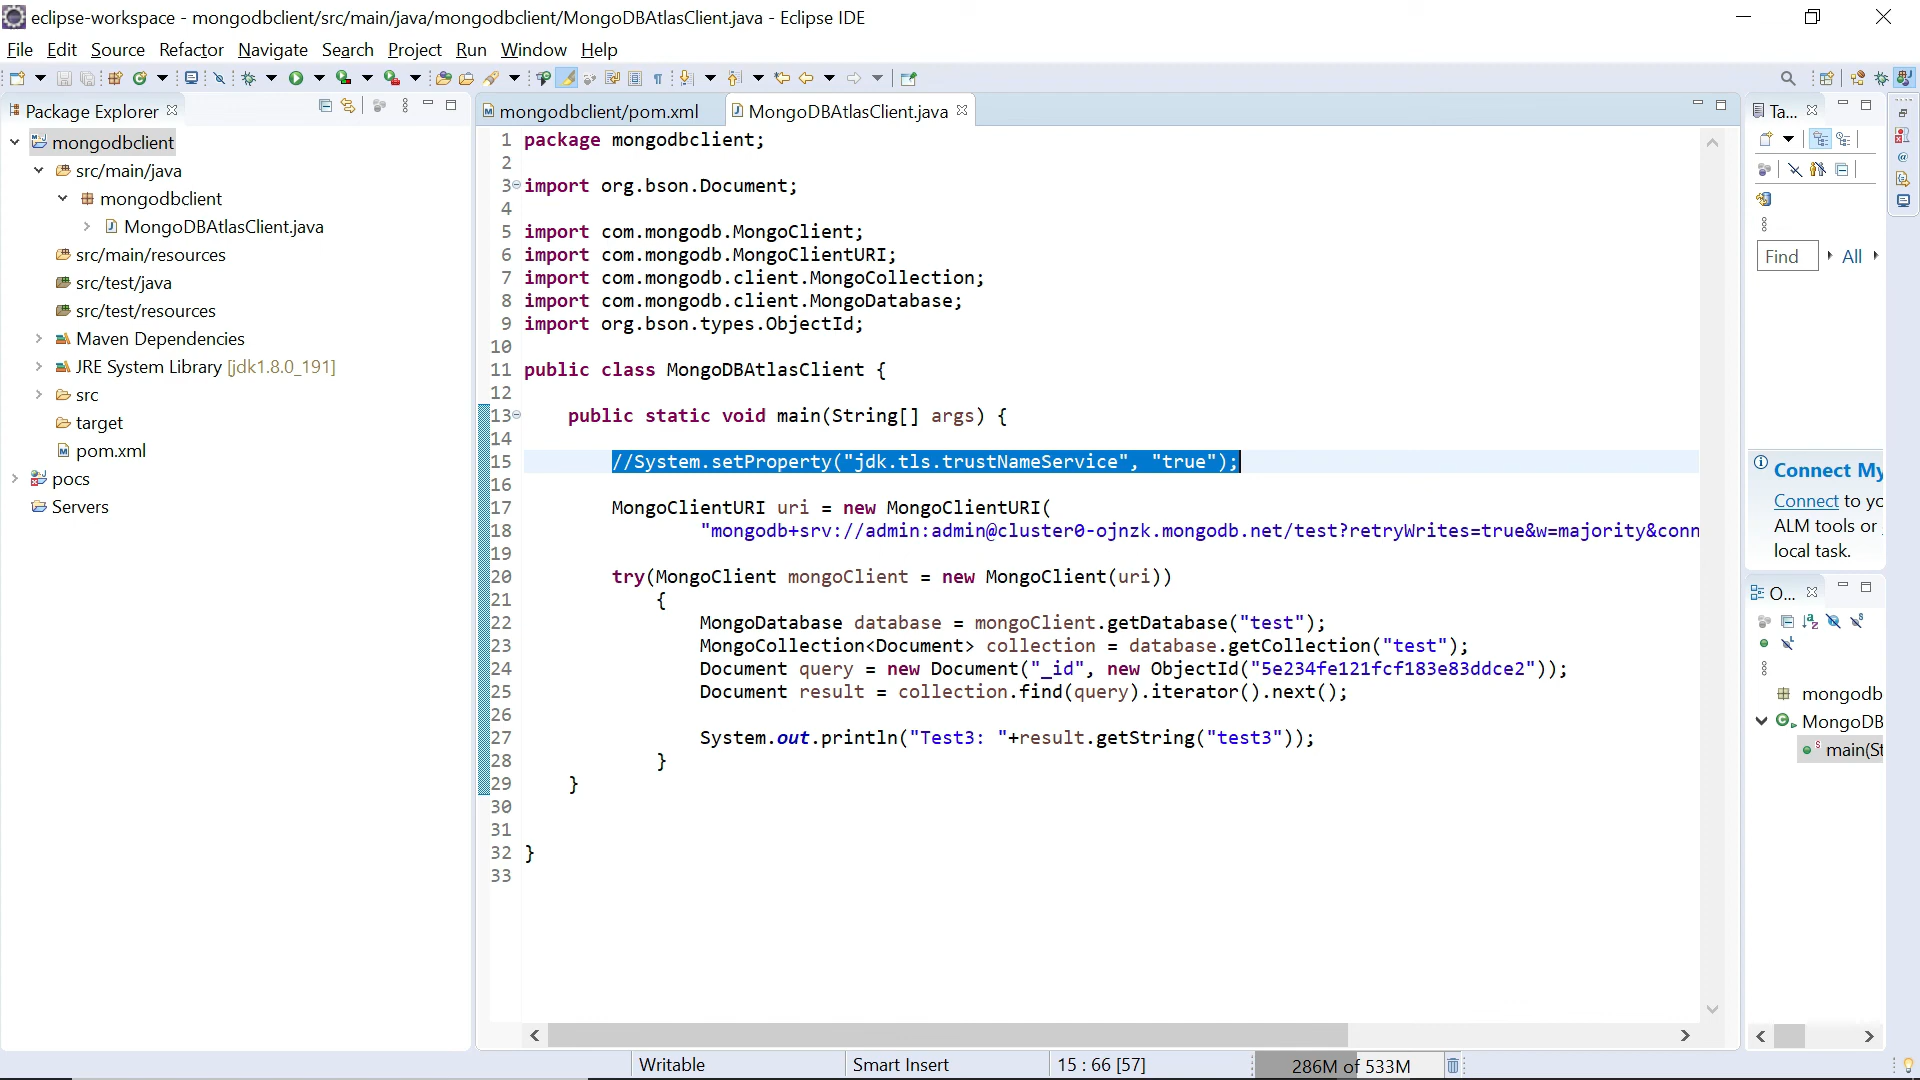 eclipse-workspace - mongodbclient/src/main/java/mongodbclient/MongoDBAtlasClient.java - Eclipse IDE
File Edit Source Refactor Navigate Search Project Run Window Help
Package Explorer
mongodbclient
src/main/java
mongodbclient
MongoDBAtlasClient.java
src/main/resources
src/test/java
src/test/resources
Maven Dependencies
JRE System Library [jdk1.8.0_191]
src
target
pom.xml
pocs
Servers
mongodbclient/pom.xml
MongoDBAtlasClient.java
1 package mongodbclient;
2
3 import org.bson.Document;
4
5 import com.mongodb.MongoClient;
6 import com.mongodb.MongoClientURI;
7 import com.mongodb.client.MongoCollection;
8 import com.mongodb.client.MongoDatabase;
9 import org.bson.types.ObjectId;
10
11 public class MongoDBAtlasClient {
12
13 public static void main(String[] args) {
14
15 //System.setProperty("jdk.tls.trustNameService", "true");
16
17 MongoClientURI uri = new MongoClientURI(
18 "mongodb+srv://admin:admin@cluster0-ojnzk.mongodb.net/test?retryWrites=true&w=majority&conn
19
20 try(MongoClient mongoClient = new MongoClient(uri))
21 {
22 MongoDatabase database = mongoClient.getDatabase("test");
23 MongoCollection<Document> collection = database.getCollection("test");
24 Document query = new Document("_id", new ObjectId("5e234fe121fcf183e83ddce2"));
25 Document result = collection.find(query).iterator().next();
26
27 System.out.println("Test3: "+result.getString("test3"));
28 }
29 }
30
31
32 }
33
Ta...
Find All
Connect My
Connect to yo
ALM tools or
local task.
O...
mongodb
MongoDB
main(St
Writable
Smart Insert
15 : 66 [57]
286M of 533M